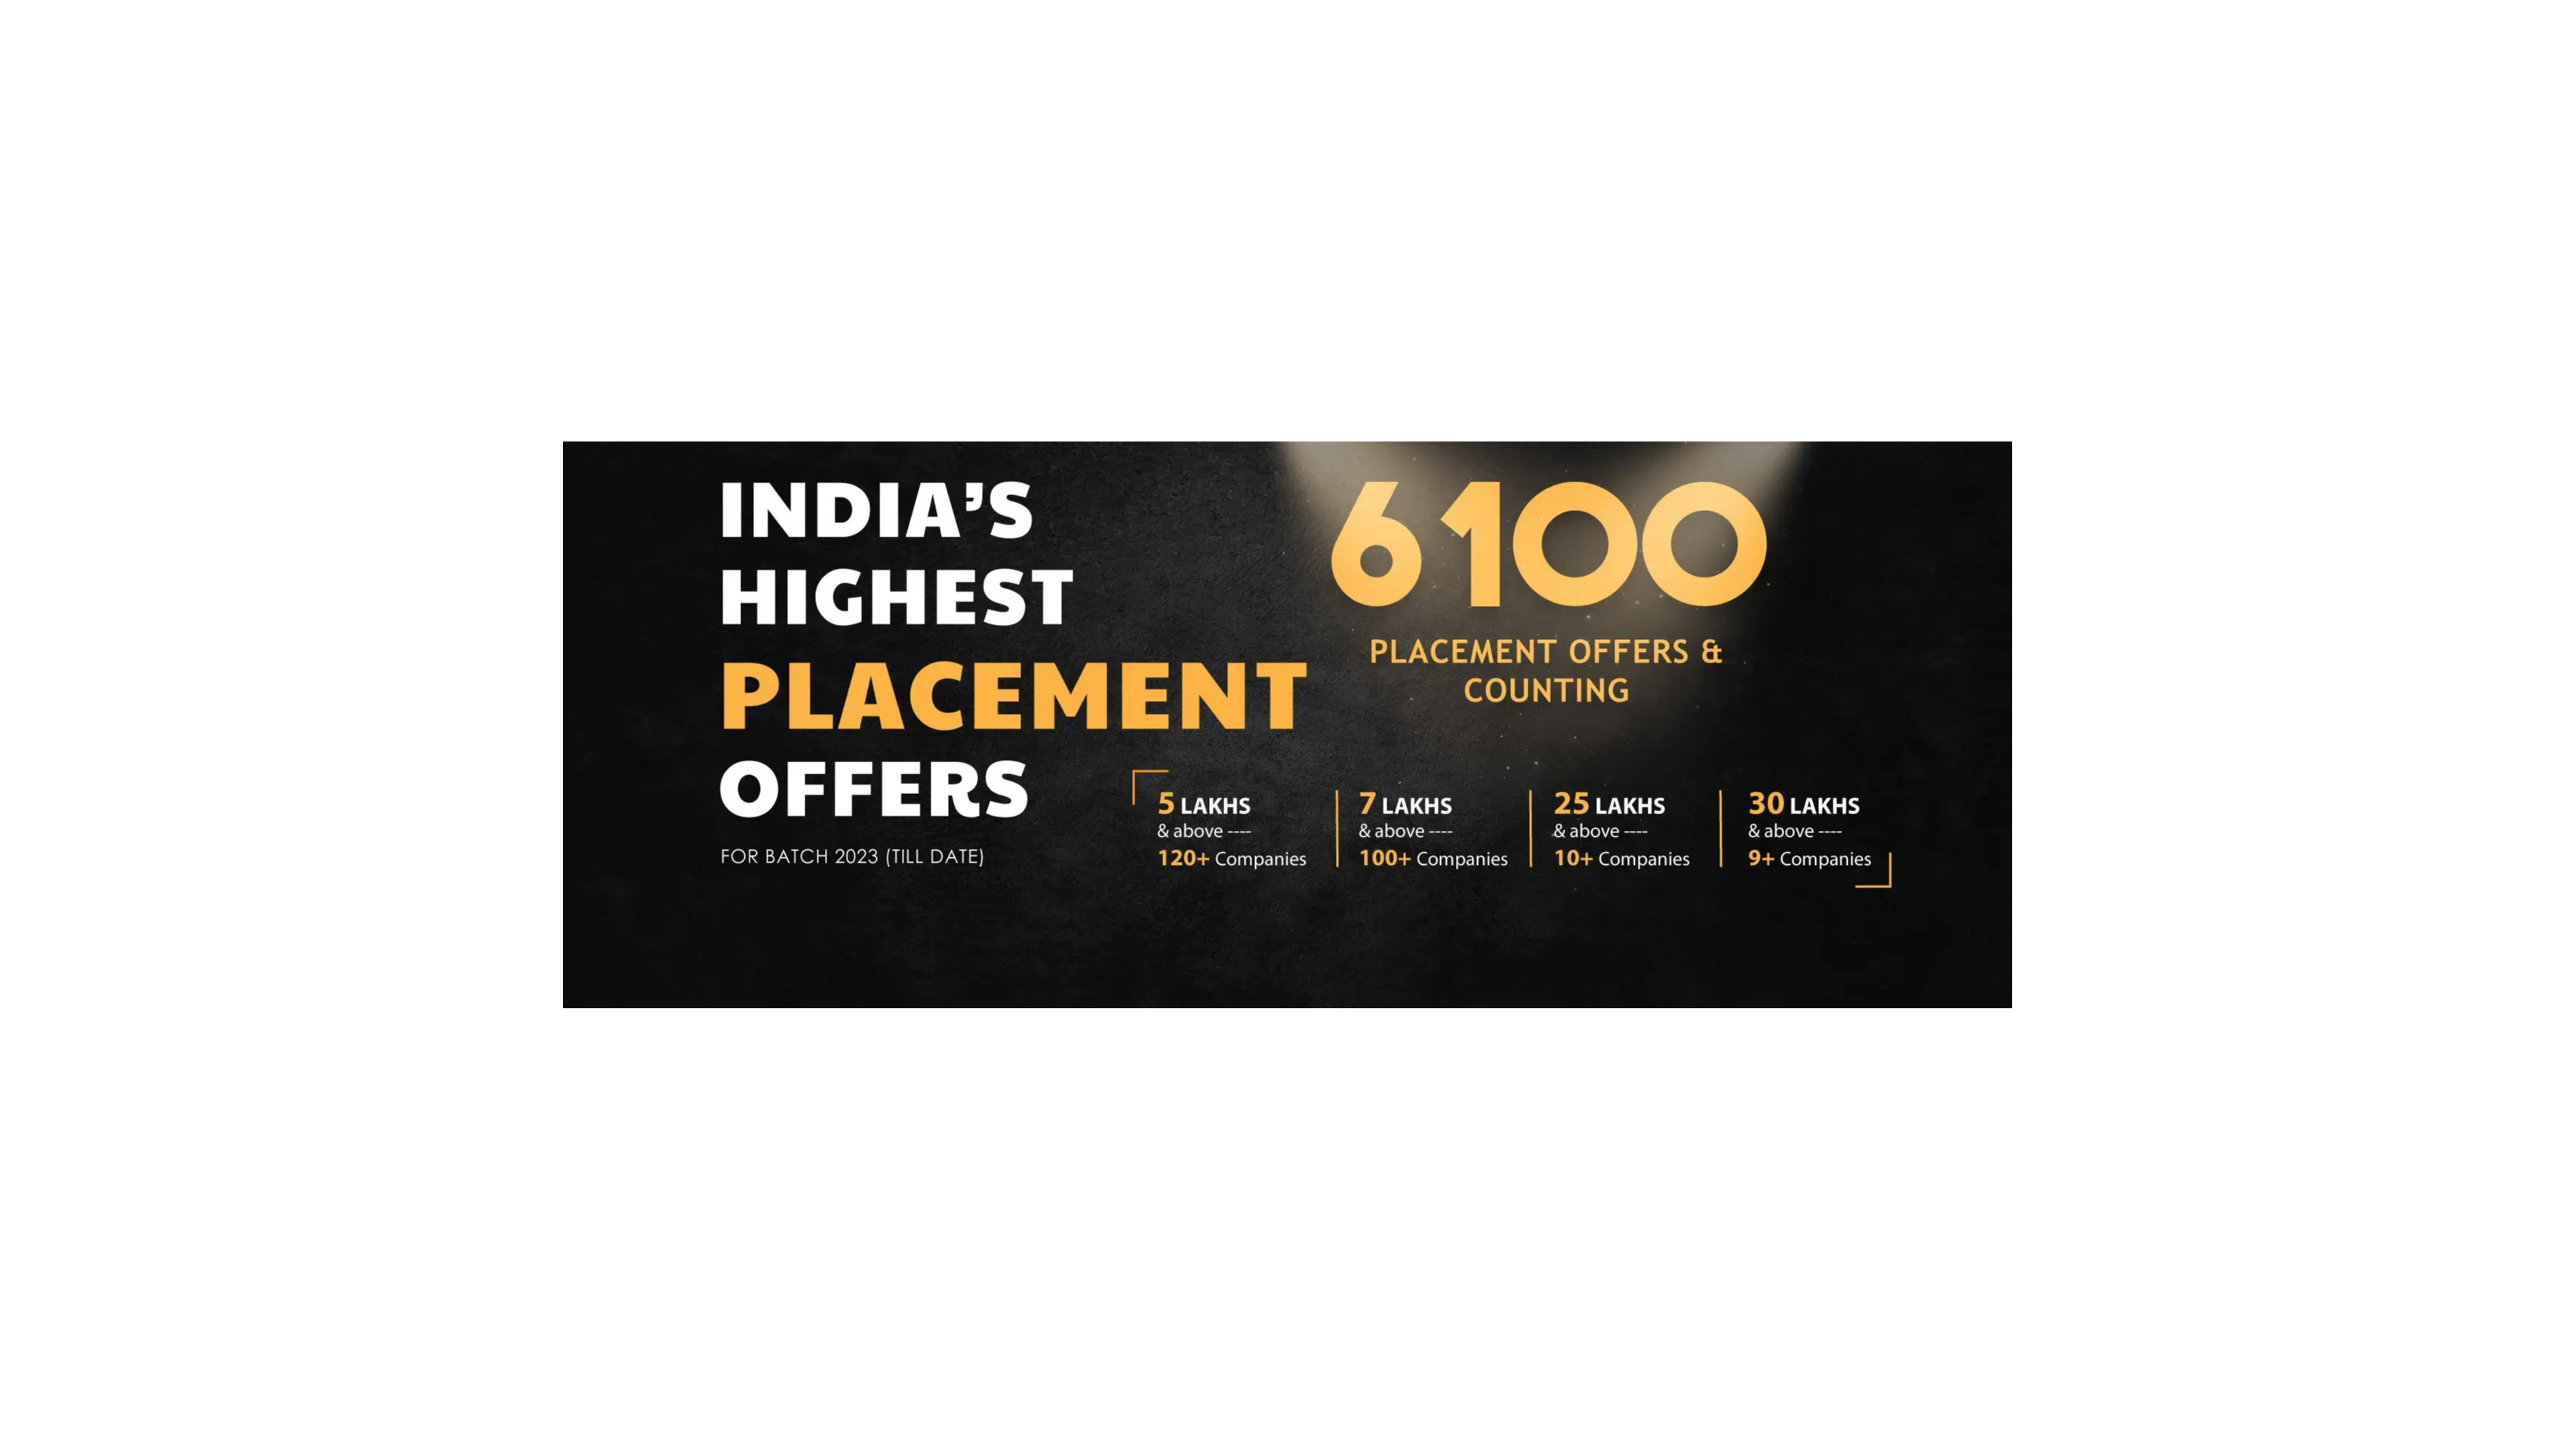 INDIA’S
HIGHEST
PLACEMENT
OFFERS
FOR BATCH 2023 (TILL DATE)
6100
PLACEMENT OFFERS &
COUNTING
5 LAKHS
& above ----
120+ Companies
7 LAKHS
& above ----
100+ Companies
25 LAKHS
& above ----
10+ Companies
30 LAKHS
& above ----
9+ Companies